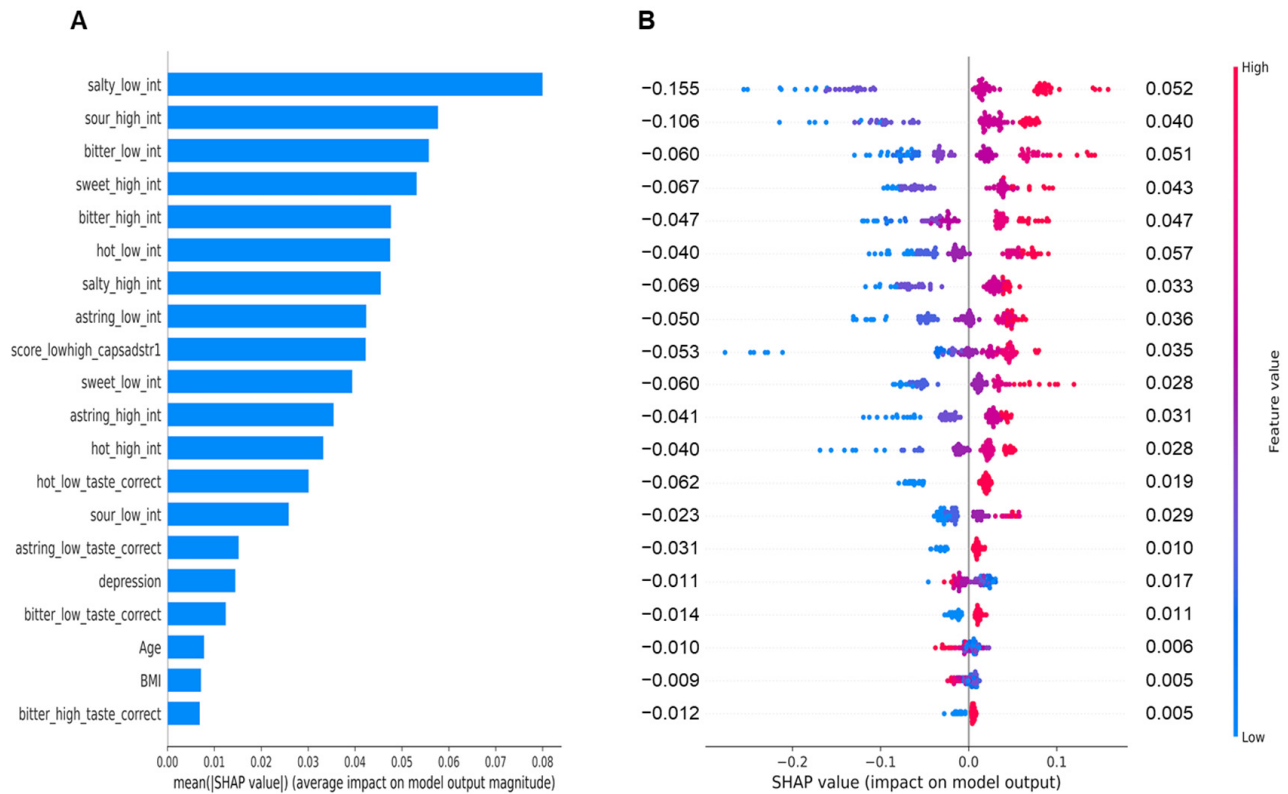 A
B
salty_low_int
sour_high_int
bitter_low_int
sweet_high_int
bitter_high_int
hot_low_int
salty_high_int
astring_low_int
score_lowhigh_capsadstr1
sweet_low_int
astring_high_int
hot_high_int
hot_low_taste_correct
sour_low_int
astring_low_taste_correct
depression
bitter_low_taste_correct
Age
BMI
bitter_high_taste_correct
0.00 0.01 0.02 0.03 0.04 0.05 0.06 0.07 0.08
mean(|SHAP value|) (average impact on model output magnitude)
−0.155 0.052
−0.106 0.040
−0.060 0.051
−0.067 0.043
−0.047 0.047
−0.040 0.057
−0.069 0.033
−0.050 0.036
−0.053 0.035
−0.060 0.028
−0.041 0.031
−0.040 0.028
−0.062 0.019
−0.023 0.029
−0.031 0.010
−0.011 0.017
−0.014 0.011
−0.010 0.006
−0.009 0.005
−0.012 0.005
−0.2 −0.1 0.0 0.1
SHAP value (impact on model output)
High
Feature value
Low